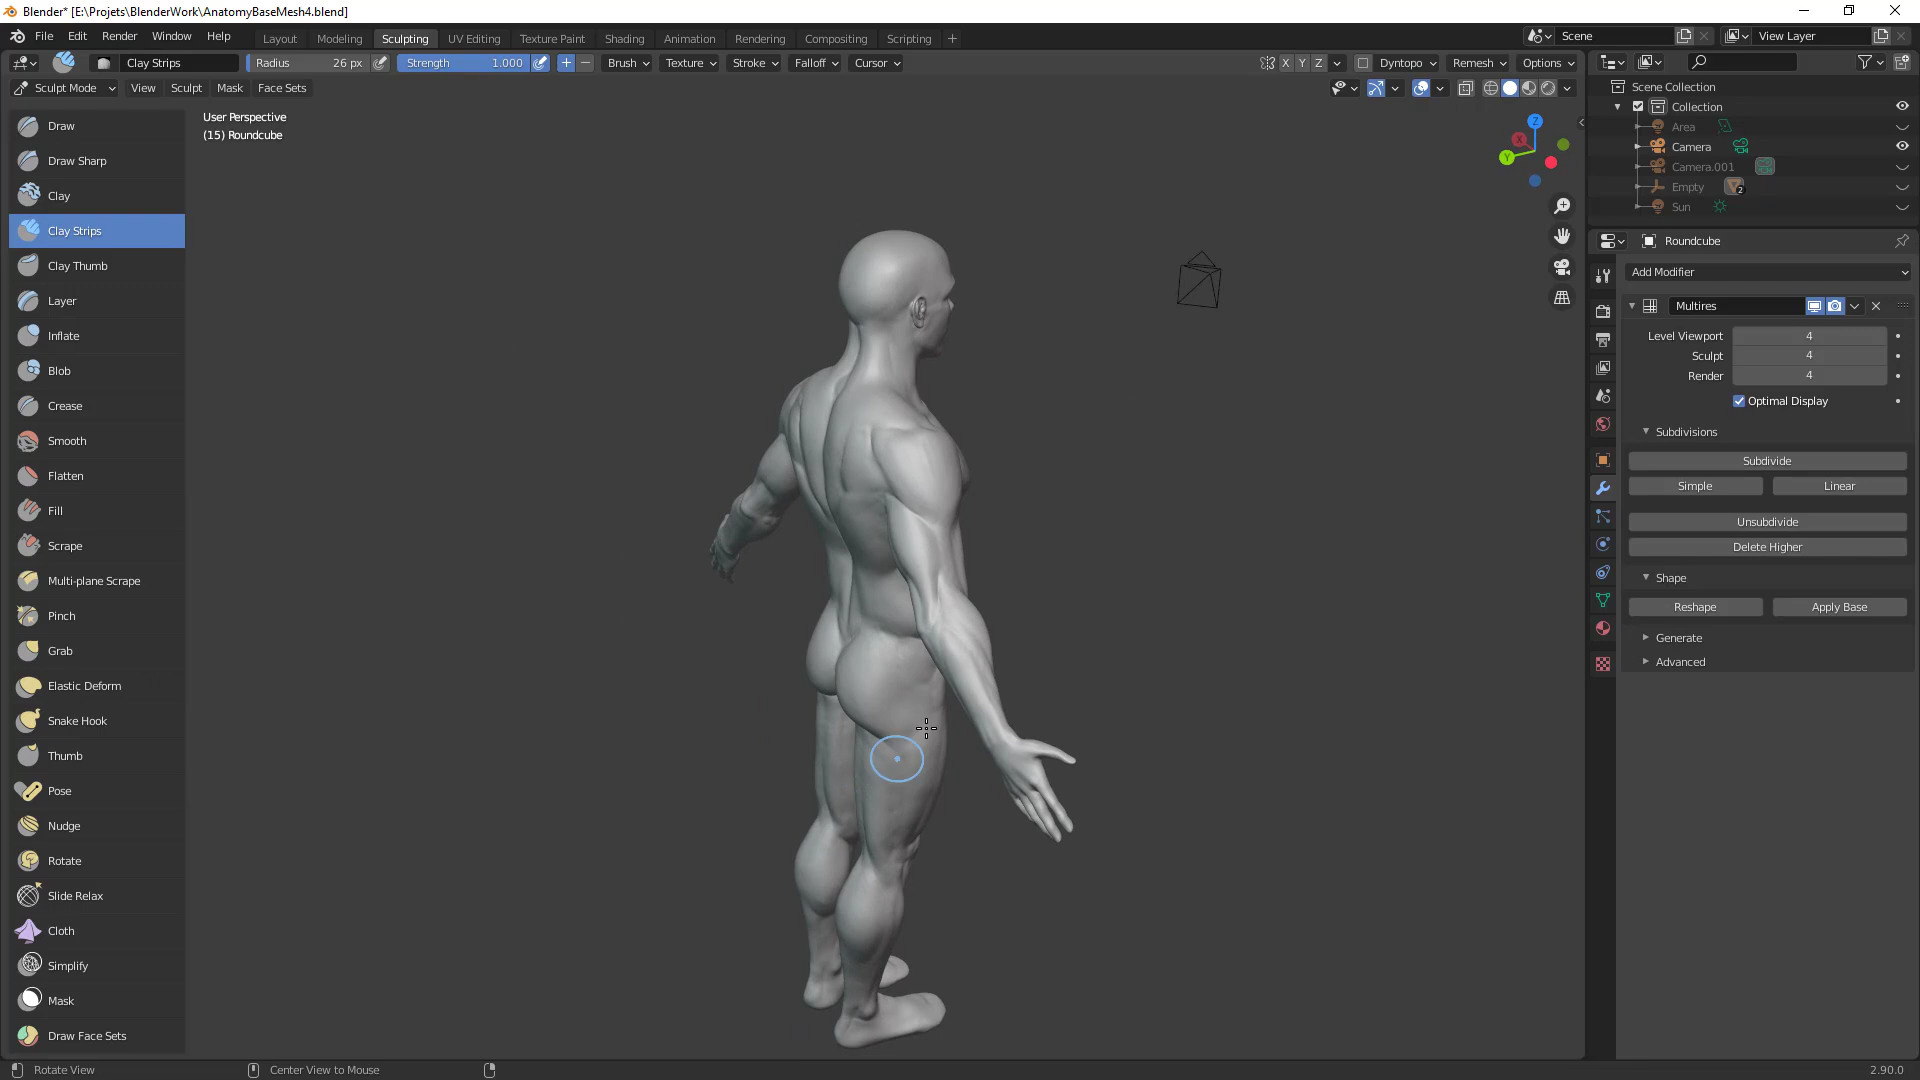 Blender* [E:\Projets\BlenderWork\AnatomyBaseMesh4.blend]
File Edit Render Window Help Layout Modeling Sculpting UV Editing Texture Paint Shading Animation Rendering Compositing Scripting + Scene View Layer
Clay Strips Radius 26 px Strength 1.000 + − Brush Texture Stroke Falloff Cursor X Y Z Dyntopo Remesh Options
Sculpt Mode View Sculpt Mask Face Sets
User Perspective
(15) Roundcube
Z
X
Y
Draw
Draw Sharp
Clay
Clay Strips
Clay Thumb
Layer
Inflate
Blob
Crease
Smooth
Flatten
Fill
Scrape
Multi-plane Scrape
Pinch
Grab
Elastic Deform
Snake Hook
Thumb
Pose
Nudge
Rotate
Slide Relax
Cloth
Simplify
Mask
Draw Face Sets
Scene Collection
Collection
Area
Camera
Camera.001
Empty 2
Sun
Roundcube
Add Modifier
Multires
Level Viewport 4
Sculpt 4
Render 4
Optimal Display
Subdivisions
Subdivide
Simple Linear
Unsubdivide
Delete Higher
Shape
Reshape Apply Base
Generate
Advanced
Rotate View Center View to Mouse 2.90.0